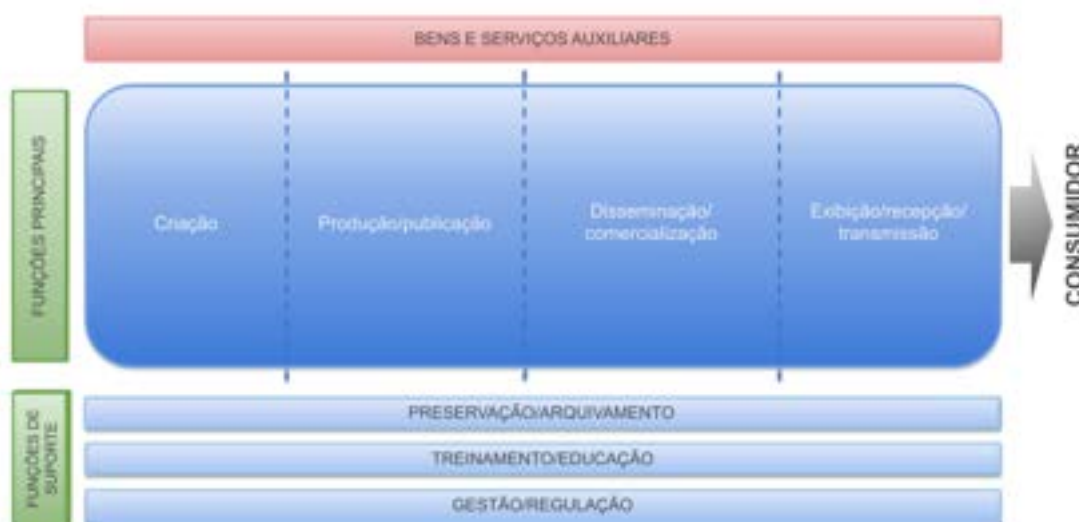 BENS E SERVIÇOS AUXILIARES
FUNÇÕES PRINCIPAIS
Criação
Produção/publicação
Disseminação/
comercialização
Exibição/recepção/
transmissão
CONSUMIDOR
FUNÇÕES DE
SUPORTE
PRESERVAÇÃO/ARQUIVAMENTO
TREINAMENTO/EDUCAÇÃO
GESTÃO/REGULAÇÃO